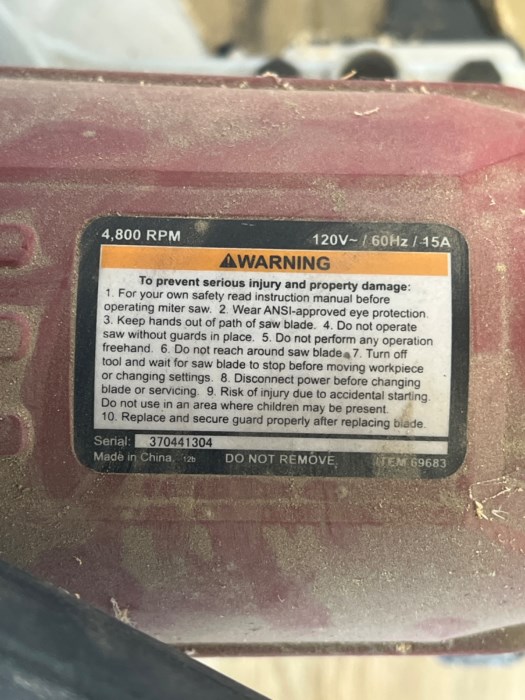 4,800 RPM 120V~ / 60Hz / 15A
WARNING
To prevent serious injury and property damage:
1. For your own safety read instruction manual before
operating miter saw. 2. Wear ANSI-approved eye protection.
3. Keep hands out of path of saw blade. 4. Do not operate
saw without guards in place. 5. Do not perform any operation
freehand. 6. Do not reach around saw blade. 7. Turn off
tool and wait for saw blade to stop before moving workpiece
or changing settings. 8. Disconnect power before changing
blade or servicing. 9. Risk of injury due to accidental starting.
Do not use in an area where children may be present.
10. Replace and secure guard properly after replacing blade.
Serial: 370441304
Made in China. 12b DO NOT REMOVE. ITEM 69683